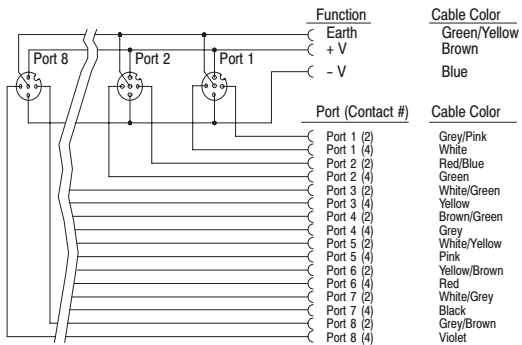 Function Cable Color
Earth Green/Yellow
+ V Brown
– V Blue
Port 8 Port 2 Port 1
Port (Contact #) Cable Color
Port 1 (2) Grey/Pink
Port 1 (4) White
Port 2 (2) Red/Blue
Port 2 (4) Green
Port 3 (2) White/Green
Port 3 (4) Yellow
Port 4 (2) Brown/Green
Port 4 (4) Grey
Port 5 (2) White/Yellow
Port 5 (4) Pink
Port 6 (2) Yellow/Brown
Port 6 (4) Red
Port 7 (2) White/Grey
Port 7 (4) Black
Port 8 (2) Grey/Brown
Port 8 (4) Violet